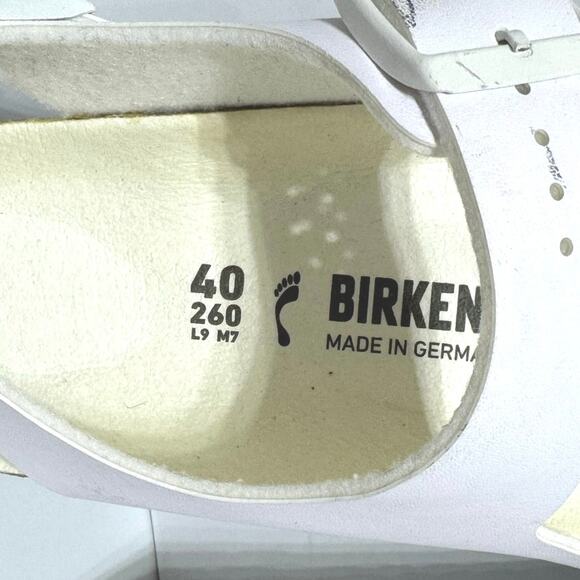 40
260
L9 M7
BIRKEN
MADE IN GERMA